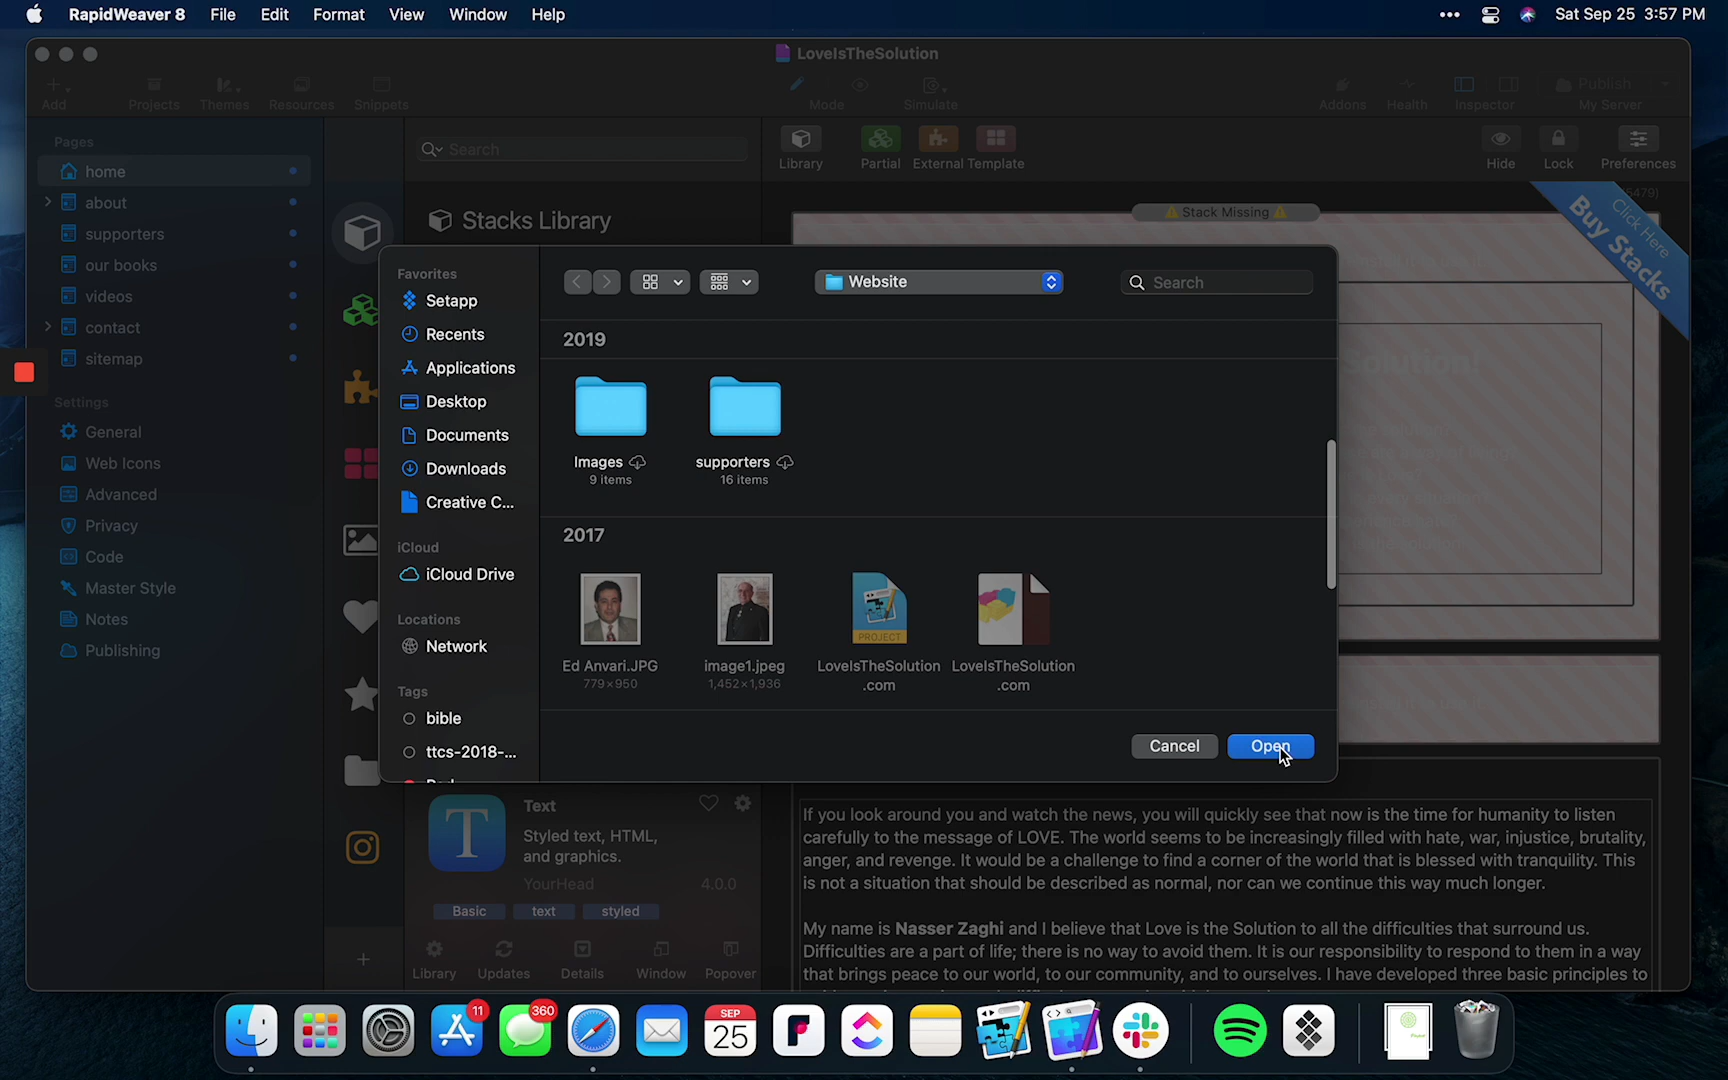 RapidWeaver 8 File Edit Format View Window Help
Sat Sep 25 3:57 PM
LoveIsTheSolution
Add Projects Themes Resources Snippets Mode Simulate Addons Health Inspector Publish My Server
Pages
home
about
supporters
our books
videos
contact
sitemap
Settings
General
Web Icons
Advanced
Privacy
Code
Master Style
Notes
Publishing
Search
Stacks Library
Library Partial External Template Hide Lock Preferences
Stack Missing
Click Here
Buy Stacks
Favorites
Setapp
Recents
Applications
Desktop
Documents
Downloads
Creative C...
iCloud
iCloud Drive
Locations
Network
Tags
bible
ttcs-2018-...
Website
Search
2019
Images
9 items
supporters
16 items
2017
PROJECT
Ed Anvari.JPG
779×950
image1.jpeg
1,452×1,936
LoveIsTheSolution
.com
LoveIsTheSolution
.com
Cancel Open
Solution!
Text
Styled text, HTML,
and graphics.
YourHead 4.0.0
Basic text styled
Library Updates Details Window Popover
If you look around you and watch the news, you will quickly see that now is the time for humanity to listen
carefully to the message of LOVE. The world seems to be increasingly filled with hate, war, injustice, brutality,
anger, and revenge. It would be a challenge to find a corner of the world that is blessed with tranquility. This
is not a situation that should be described as normal, nor can we continue this way much longer.
My name is Nasser Zaghi and I believe that Love is the Solution to all the difficulties that surround us.
Difficulties are a part of life; there is no way to avoid them. It is our responsibility to respond to them in a way
that brings peace to our world, to our community, and to ourselves. I have developed three basic principles to
11
360
SEP
25